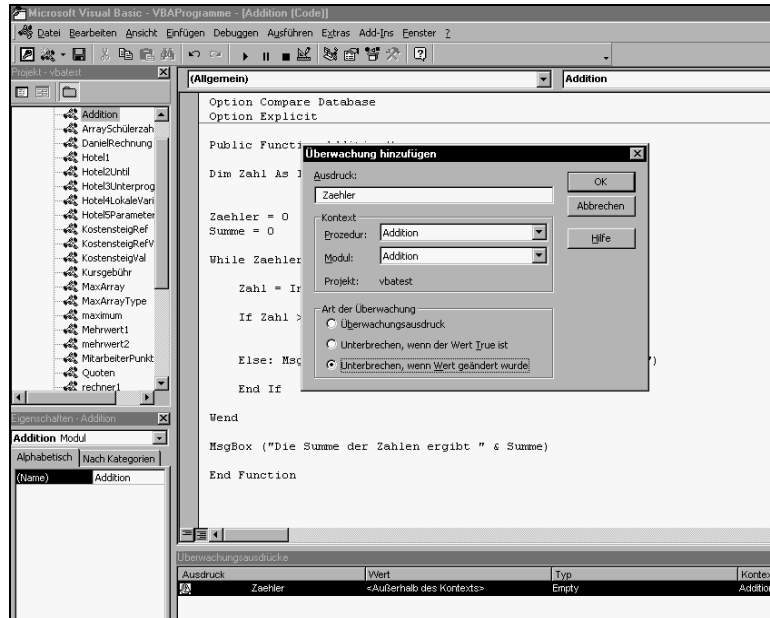 Microsoft Visual Basic - VBAProgramme - [Addition (Code)]
Datei Bearbeiten Ansicht Einfügen Debuggen Ausführen Extras Add-Ins Fenster ?
Projekt - vbatest
Addition
ArraySchülerzah
DanielRechnung
Hotel1
Hotel2Until
Hotel3Unterprog
Hotel4LokaleVari
Hotel5Parameter
KostensteigRef
KostensteigRefV
KostensteigVal
Kursgebühr
MaxArray
MaxArrayType
maximum
Mehrwert1
mehrwert2
MitarbeiterPunkt
Quoten
rechner1
Eigenschaften - Addition
Addition Modul
Alphabetisch Nach Kategorien
(Name) Addition
(Allgemein) Addition
Option Compare Database
Option Explicit
Public Functi
Dim Zahl As
Zaehler = 0
Summe = 0
While Zaehler
Zahl = In
If Zahl >
Else: Msg ")
End If
Wend
MsgBox ("Die Summe der Zahlen ergibt " & Summe)
End Function
Überwachung hinzufügen
Ausdruck:
Zaehler
Kontext
Prozedur: Addition
Modul: Addition
Projekt: vbatest
Art der Überwachung
Überwachungsausdruck
Unterbrechen, wenn der Wert True ist
Unterbrechen, wenn Wert geändert wurde
OK
Abbrechen
Hilfe
Überwachungsausdrücke
Ausdruck Wert Typ Kontex
Zaehler <Außerhalb des Kontexts> Empty Addition